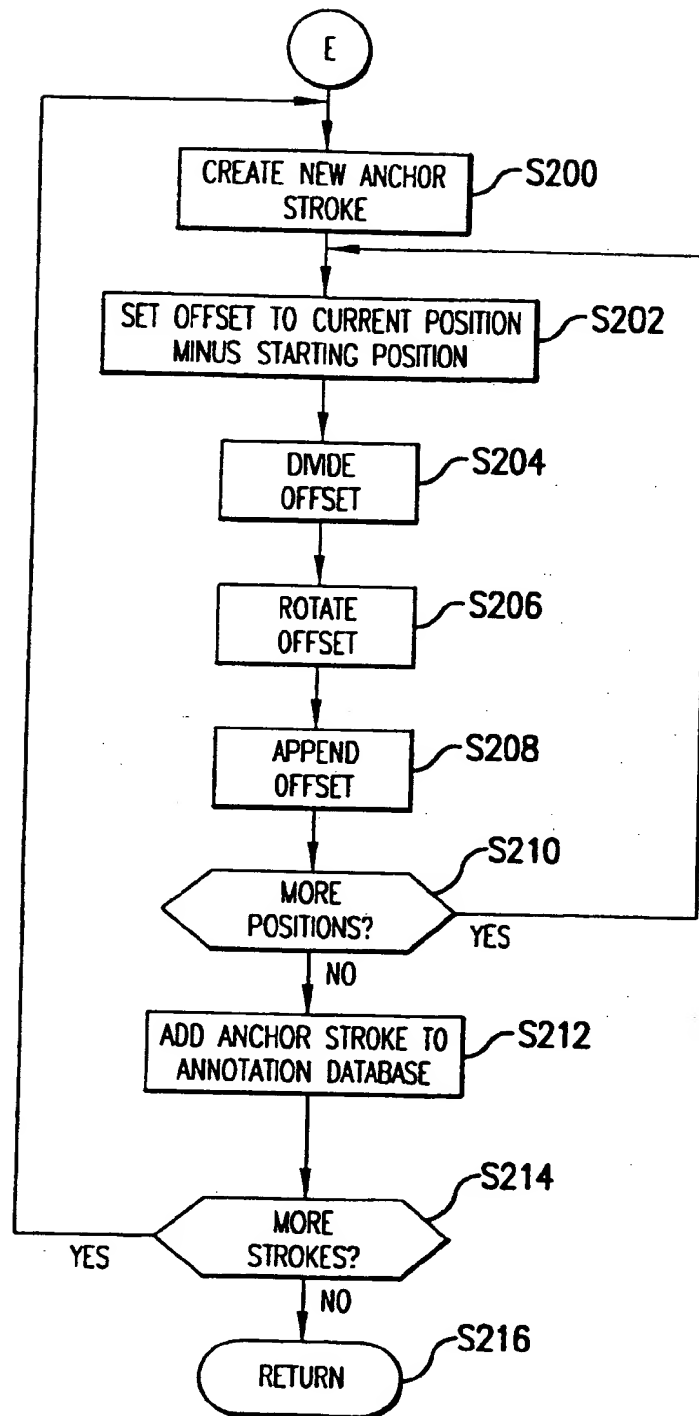 E
CREATE NEW ANCHOR
STROKE
S200
SET OFFSET TO CURRENT POSITION
MINUS STARTING POSITION
S202
DIVIDE
OFFSET
S204
ROTATE
OFFSET
S206
APPEND
OFFSET
S208
MORE
POSITIONS?
S210
YES
NO
ADD ANCHOR STROKE TO
ANNOTATION DATABASE
S212
MORE
STROKES?
S214
YES
NO
RETURN
S216